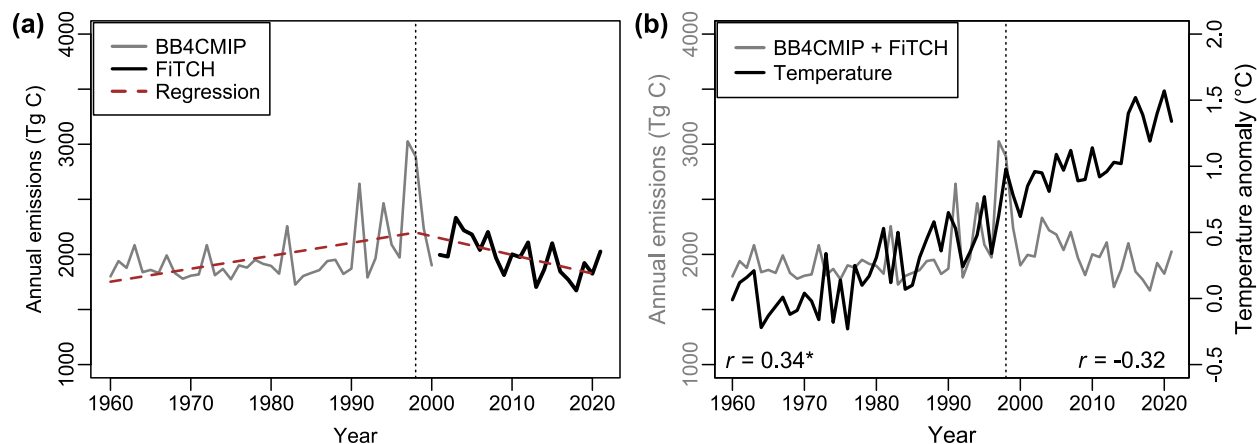 (a)
BB4CMIP
FiTCH
Regression
4000
3000
2000
1000
Annual emissions (Tg C)
1960 1970 1980 1990 2000 2010 2020
Year
(b)
BB4CMIP + FiTCH
Temperature
4000
3000
2000
1000
Annual emissions (Tg C)
2.0
1.5
1.0
0.5
0.0
-0.5
Temperature anomaly (°C)
r = 0.34* r = -0.32
1960 1970 1980 1990 2000 2010 2020
Year